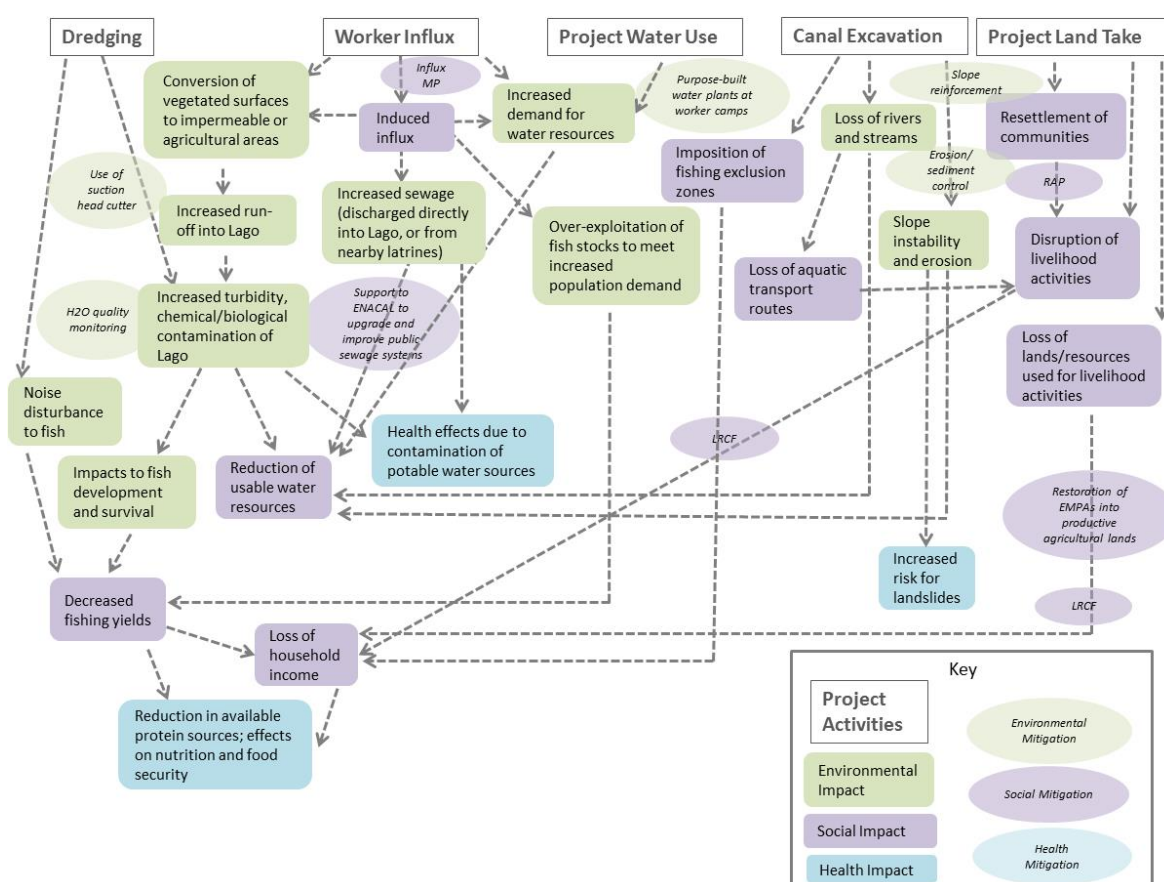 Dredging
Worker Influx
Project Water Use
Canal Excavation
Project Land Take
Conversion of
vegetated surfaces
to impermeable or
agricultural areas
Influx
MP
Induced
influx
Increased
demand for
water resources
Purpose-built
water plants at
worker camps
Imposition of
fishing exclusion
zones
Loss of rivers
and streams
Slope
reinforcement
Resettlement of
communities
Erosion/
sediment
control
RAP
Use of
suction
head cutter
Increased run-
off into Lago
Increased sewage
(discharged directly
into Lago, or from
nearby latrines)
Over-exploitation of
fish stocks to meet
increased
population demand
Loss of aquatic
transport
routes
Slope
instability
and erosion
Disruption of
livelihood
activities
H2O quality
monitoring
Increased turbidity,
chemical/biological
contamination of
Lago
Support to
ENACAL to
upgrade and
improve public
sewage systems
Loss of
lands/resources
used for livelihood
activities
Noise
disturbance
to fish
Health effects due to
contamination of
potable water sources
LRCF
Impacts to fish
development
and survival
Reduction of
usable water
resources
Restoration of
EMPAs into
productive
agricultural lands
Increased
risk for
landslides
LRCF
Decreased
fishing yields
Loss of
household
income
Reduction in available
protein sources; effects
on nutrition and food
security
Key
Project
Activities
Environmental
Mitigation
Environmental
Impact
Social Mitigation
Social Impact
Health
Mitigation
Health Impact